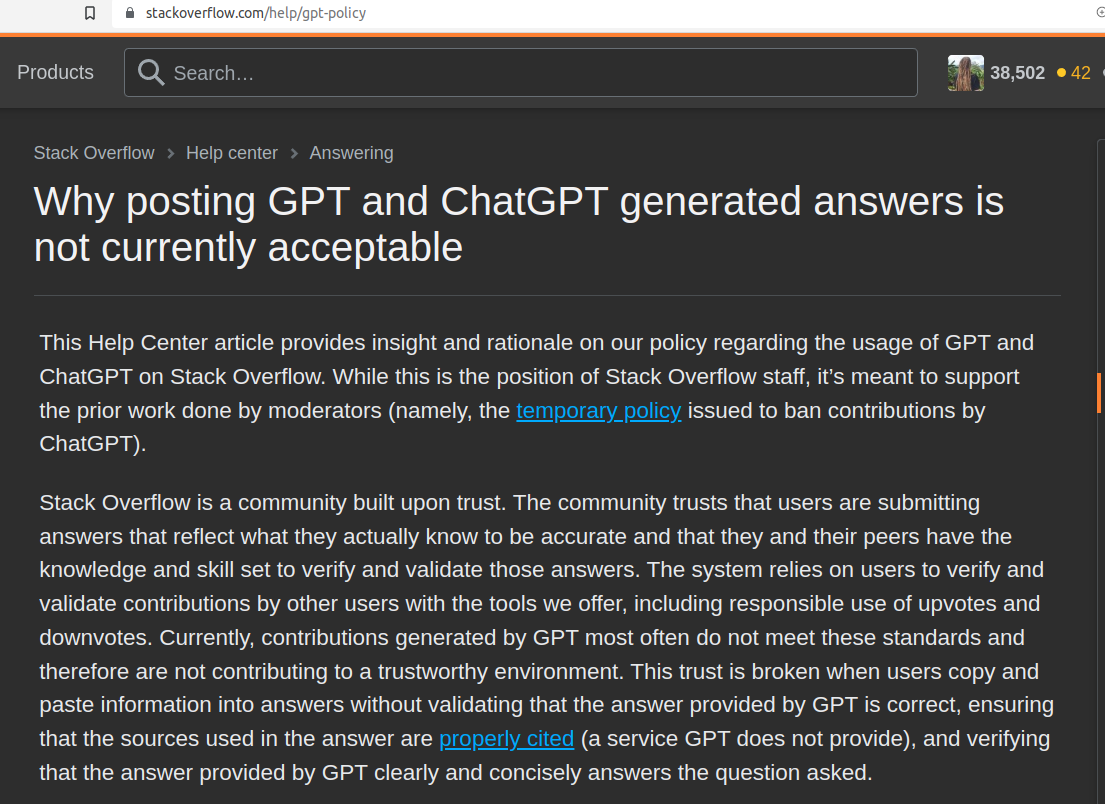 stackoverflow.com/help/gpt-policy
Products
Search…
38,502
42
Stack Overflow
Help center
Answering
Why posting GPT and ChatGPT generated answers is
not currently acceptable
This Help Center article provides insight and rationale on our policy regarding the usage of GPT and
ChatGPT on Stack Overflow. While this is the position of Stack Overflow staff, it’s meant to support
the prior work done by moderators (namely, the temporary policy issued to ban contributions by
ChatGPT).
Stack Overflow is a community built upon trust. The community trusts that users are submitting
answers that reflect what they actually know to be accurate and that they and their peers have the
knowledge and skill set to verify and validate those answers. The system relies on users to verify and
validate contributions by other users with the tools we offer, including responsible use of upvotes and
downvotes. Currently, contributions generated by GPT most often do not meet these standards and
therefore are not contributing to a trustworthy environment. This trust is broken when users copy and
paste information into answers without validating that the answer provided by GPT is correct, ensuring
that the sources used in the answer are properly cited (a service GPT does not provide), and verifying
that the answer provided by GPT clearly and concisely answers the question asked.